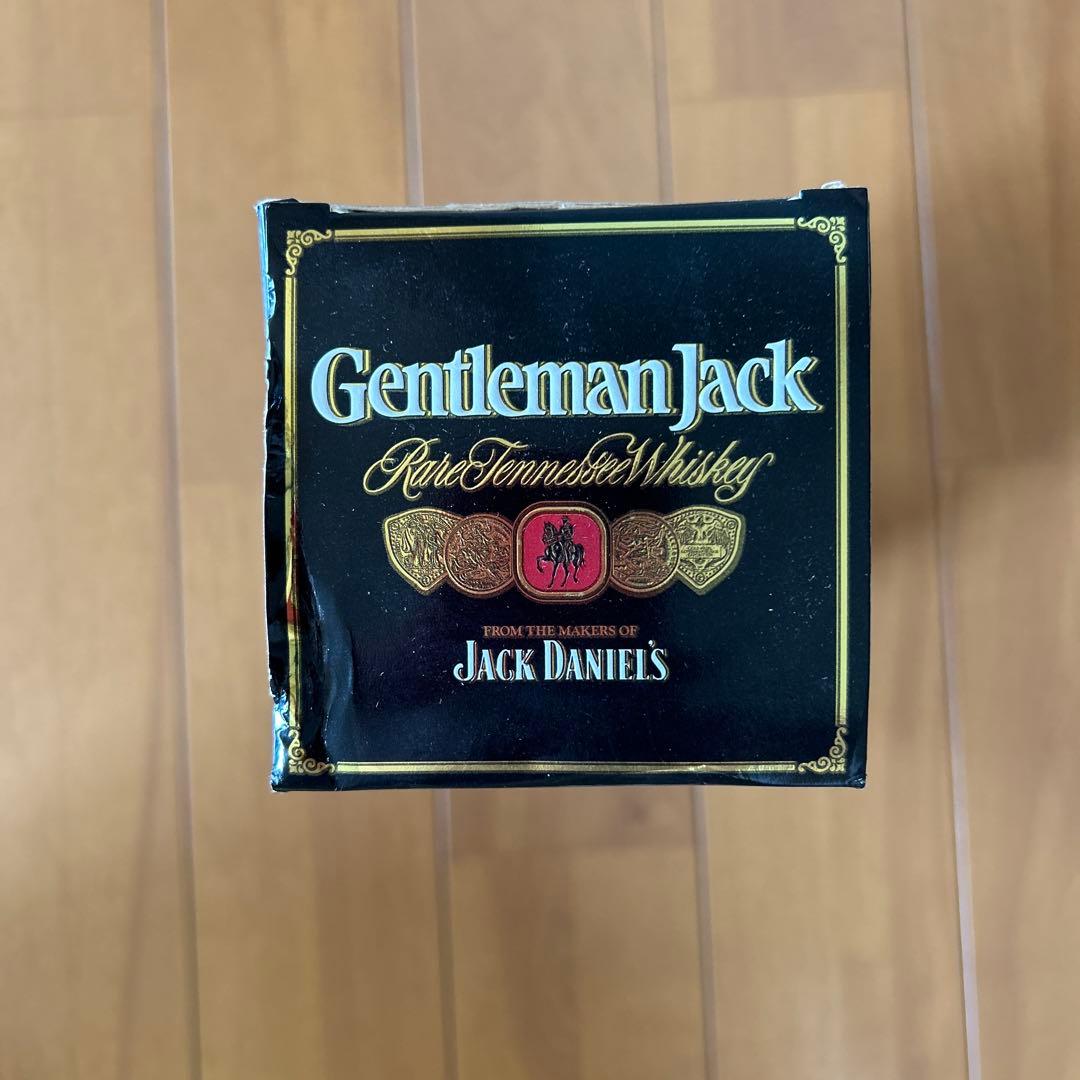 Gentleman Jack
Rare Tennessee Whiskey
FROM THE MAKERS OF
JACK DANIEL'S